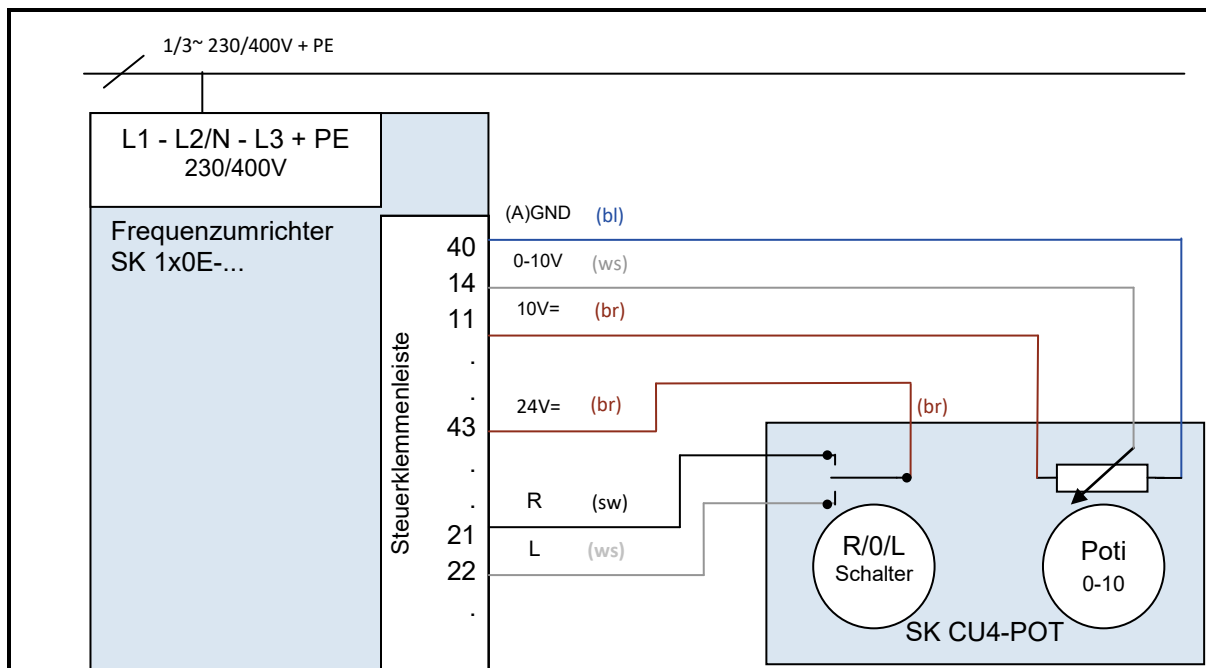 1/3~ 230/400V + PE
L1 - L2/N - L3 + PE
230/400V
Frequenzumrichter
SK 1x0E-...
Steuerklemmenleiste
(A)GND (bl)
40
0-10V (ws)
14
10V= (br)
11
.
.
24V= (br) (br)
43
.
.
R (sw)
21
L (ws)
22
.
R/0/L
Schalter
Poti
0-10
SK CU4-POT